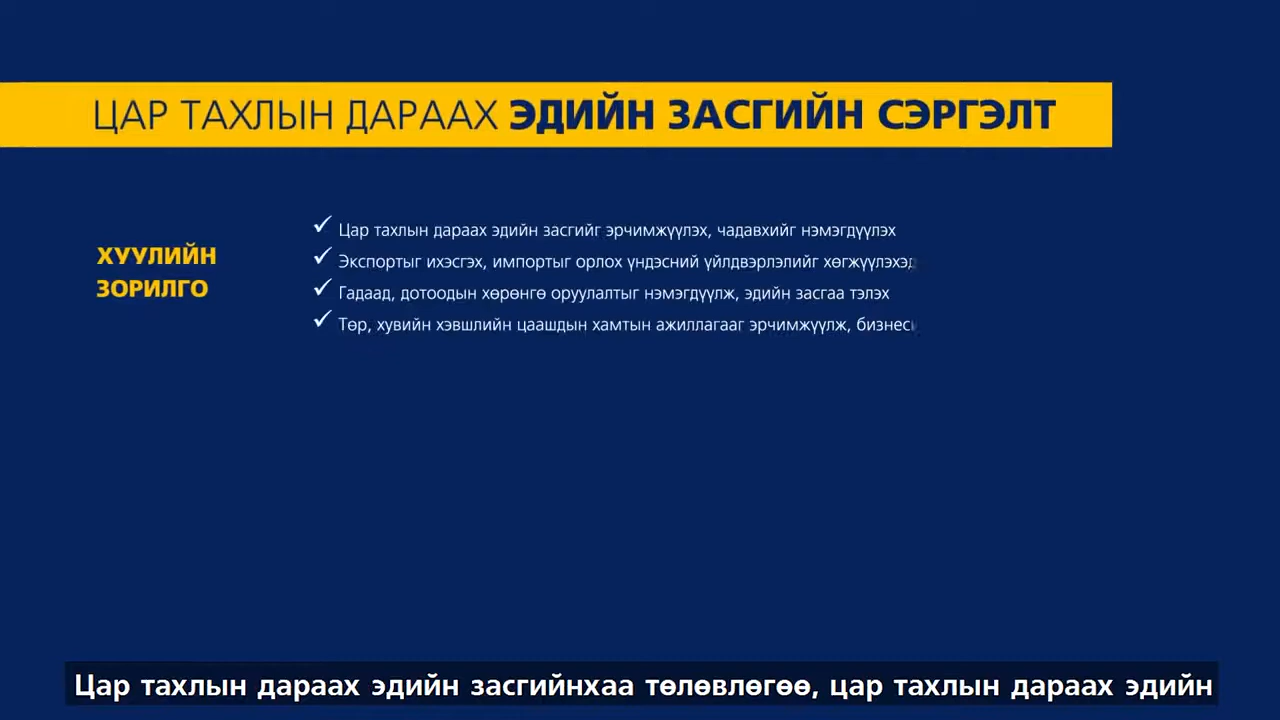 ЦАР ТАХЛЫН ДАРААХ ЭДИЙН ЗАСГИЙН СЭРГЭЛТ
ХУУЛИЙН
ЗОРИЛГО
✓ Цар тахлын дараах эдийн засгийг эрчимжүүлэх, чадавхийг нэмэгдүүлэх
✓ Экспортыг ихэсгэх, импортыг орлох үндэсний үйлдвэрлэлийг
✓ Гадаад, дотоодын хөрөнгө оруулалтыг нэмэгдүүлж, эдийн засгаа тэлэх
✓ Төр, хувийн хэвшлийн цаашдын хамтын ажиллагааг эрчимжүүлж,
Цар тахлын дараах эдийн засгийнхаа төлөвлөгөө, цар тахлын дараах эдийн